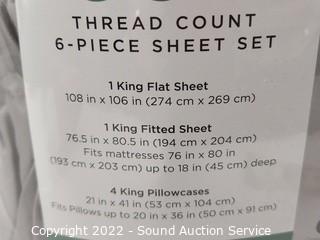 THREAD COUNT
6-PIECE SHEET SET
1 King Flat Sheet
108 in x 106 in (274 cm x 269 cm)
1 King Fitted Sheet
76.5 in x 80.5 in (194 cm x 204 cm)
Fits mattresses 76 in x 80 in
(193 cm x 203 cm) up to 18 in (45 cm) deep
4 King Pillowcases
21 in x 41 in (53 cm x 104 cm)
Fits Pillows up to 20 in x 36 in (50 cm x 91 cm)
Copyright 2022 - Sound Auction Service